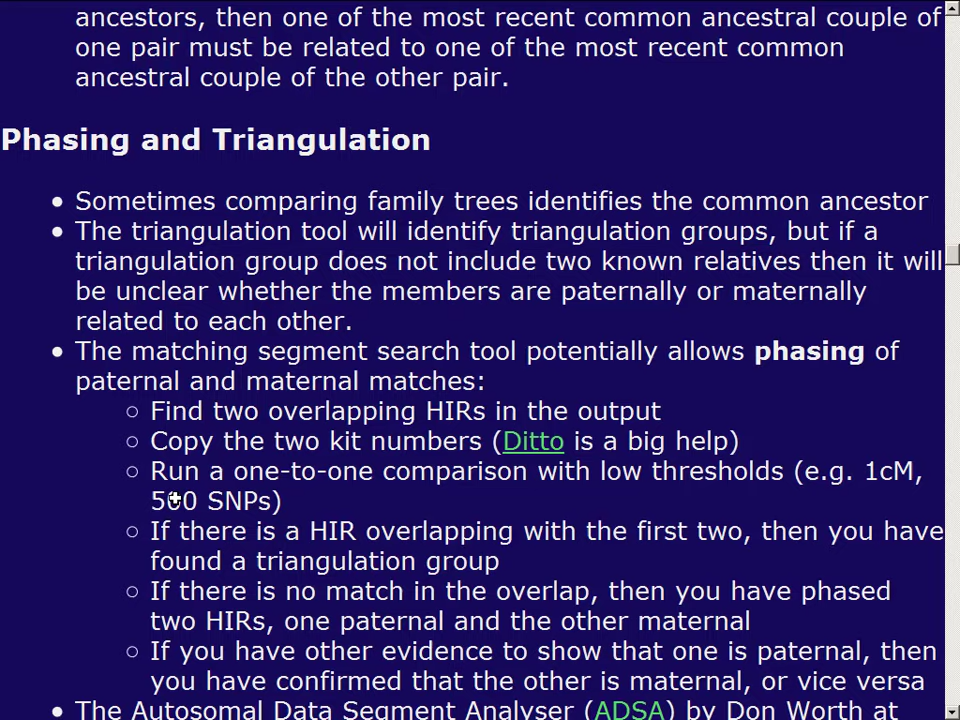 ancestors, then one of the most recent common ancestral couple of
one pair must be related to one of the most recent common
ancestral couple of the other pair.
Phasing and Triangulation
Sometimes comparing family trees identifies the common ancestor
The triangulation tool will identify triangulation groups, but if a
triangulation group does not include two known relatives then it will
be unclear whether the members are paternally or maternally
related to each other.
The matching segment search tool potentially allows phasing of
paternal and maternal matches:
Find two overlapping HIRs in the output
Copy the two kit numbers (Ditto is a big help)
Run a one-to-one comparison with low thresholds (e.g. 1cM,
500 SNPs)
If there is a HIR overlapping with the first two, then you have
found a triangulation group
If there is no match in the overlap, then you have phased
two HIRs, one paternal and the other maternal
If you have other evidence to show that one is paternal, then
you have confirmed that the other is maternal, or vice versa
The Autosomal Data Segment Analyser (ADSA) by Don Worth at